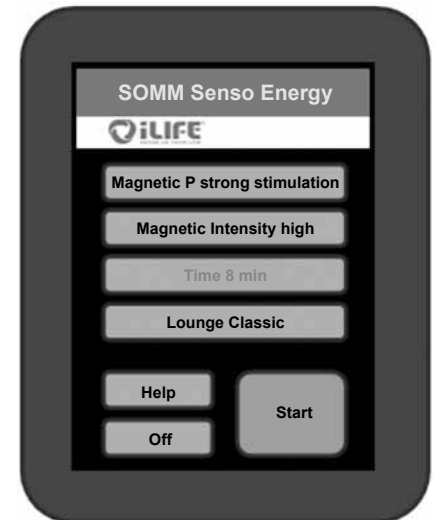 SOMM Senso Energy
iLIFE
Magnetic P strong stimulation
Magnetic Intensity high
Time 8 min
Lounge Classic
Help
Start
Off